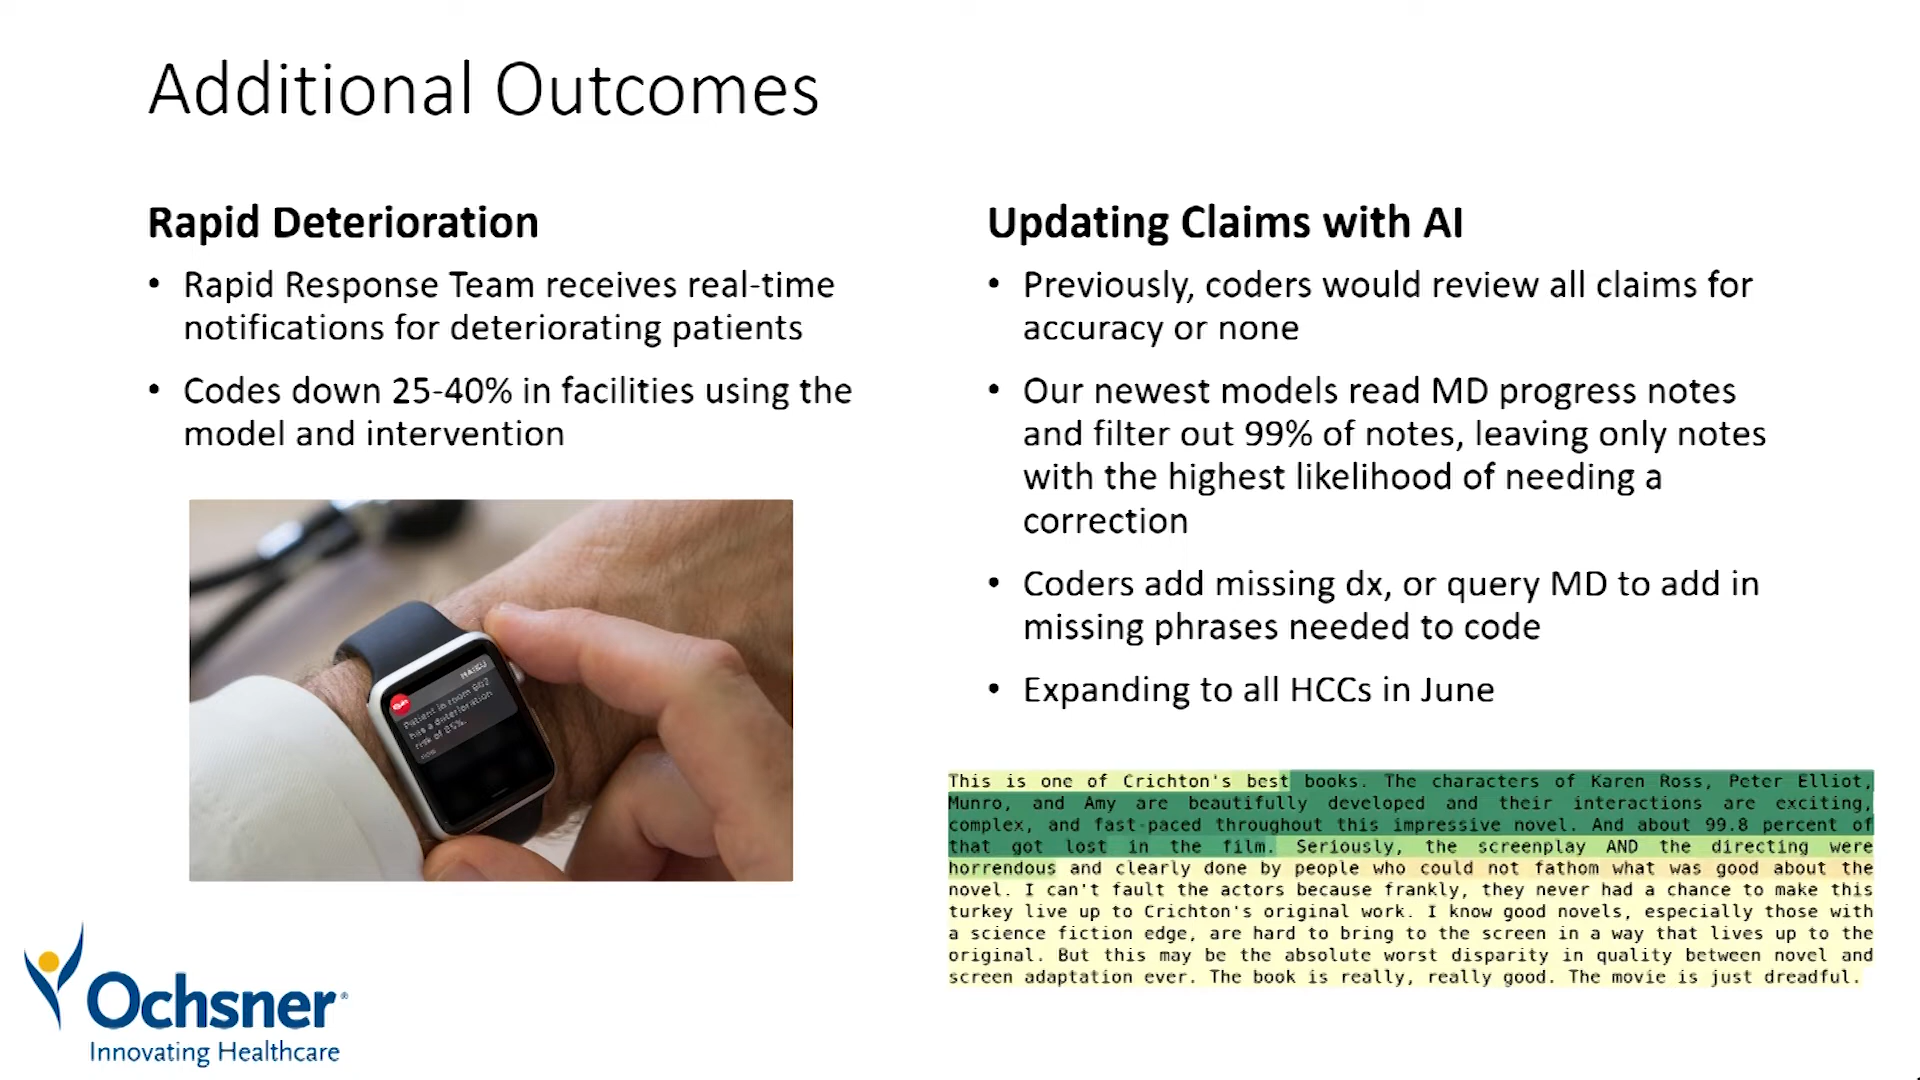 Additional Outcomes
Rapid Deterioration
• Rapid Response Team receives real-time
notifications for deteriorating patients
• Codes down 25-40% in facilities using the
model and intervention
Patient in room
has a deterioration
risk of
Ochsner®
Innovating Healthcare
Updating Claims with AI
• Previously, coders would review all claims for
accuracy or none
• Our newest models read MD progress notes
and filter out 99% of notes, leaving only notes
with the highest likelihood of needing a
correction
• Coders add missing dx, or query MD to add in
missing phrases needed to code
• Expanding to all HCCs in June
This is one of Crichton's best books. The characters of Karen Ross, Peter Elliot,
Munro, and Amy are beautifully developed and their interactions are exciting,
complex, and fast-paced throughout this impressive novel. And about 99.8 percent of
that got lost in the film. Seriously, the screenplay AND the directing were
horrendous and clearly done by people who could not fathom what was good about the
novel. I can't fault the actors because frankly, they never had a chance to make this
turkey live up to Crichton's original work. I know good novels, especially those with
a science fiction edge, are hard to bring to the screen in a way that lives up to the
original. But this may be the absolute worst disparity in quality between novel and
screen adaptation ever. The book is really, really good. The movie is just dreadful.